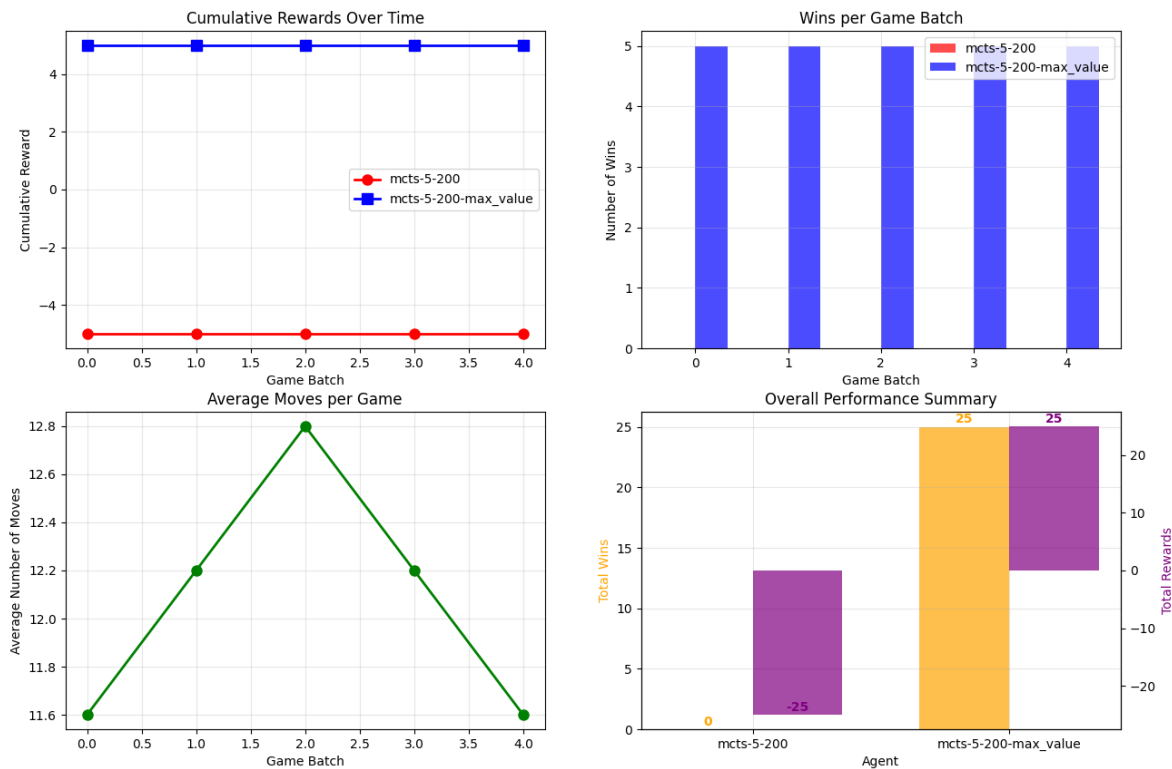 Cumulative Rewards Over Time
Cumulative Reward
4
2
0
−2
−4
mcts-5-200
mcts-5-200-max_value
0.0 0.5 1.0 1.5 2.0 2.5 3.0 3.5 4.0
Game Batch
Wins per Game Batch
Number of Wins
5
4
3
2
1
0
mcts-5-200
mcts-5-200-max_value
0 1 2 3 4
Game Batch
Average Moves per Game
Average Number of Moves
12.8
12.6
12.4
12.2
12.0
11.8
11.6
0.0 0.5 1.0 1.5 2.0 2.5 3.0 3.5 4.0
Game Batch
Overall Performance Summary
Total Wins
25
20
15
10
5
0
0
-25
25
25
20
10
0
−10
−20
Total Rewards
mcts-5-200 mcts-5-200-max_value
Agent